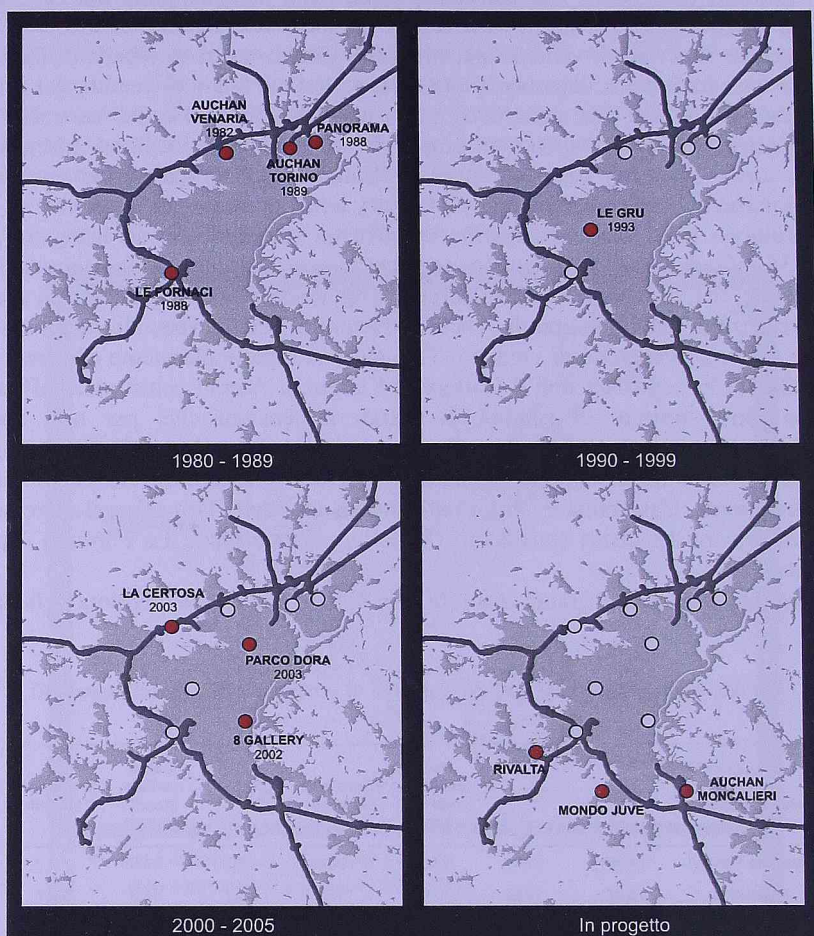 AUCHAN
VENARIA
1982
PANORAMA
1988
AUCHAN
TORINO
1989
LE FORNACI
1988
1980 - 1989
LE GRU
1993
1990 - 1999
LA CERTOSA
2003
PARCO DORA
2003
8 GALLERY
2002
2000 - 2005
RIVALTA
MONDO JUVE
AUCHAN
MONCALIERI
In progetto